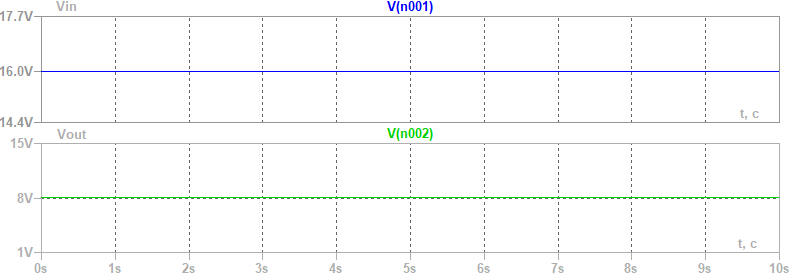 Vin V(n001)
17.7V
16.0V
14.4V
t, c
Vout V(n002)
15V
8V
1V
t, c
0s 1s 2s 3s 4s 5s 6s 7s 8s 9s 10s